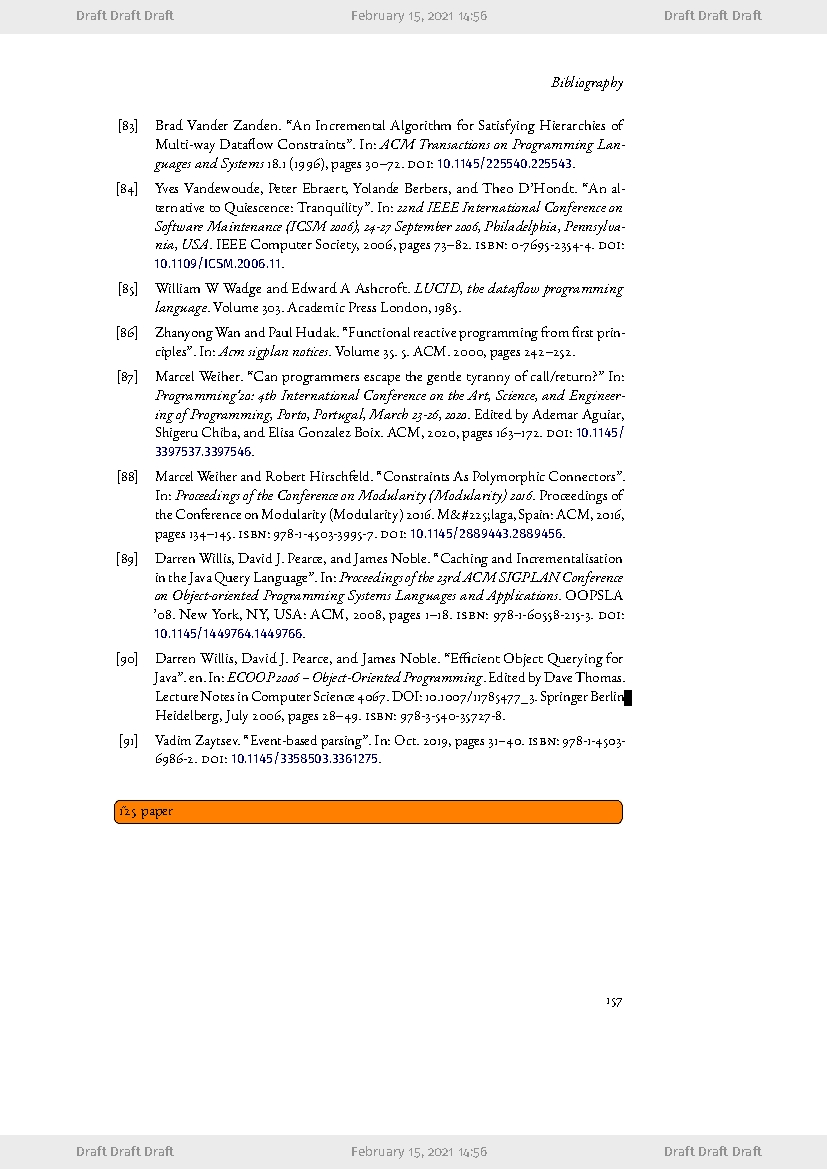 Draft Draft Draft February 15, 2021 14:56 Draft Draft Draft
Bibliography
[83] Brad Vander Zanden. “An Incremental Algorithm for Satisfying Hierarchies of
Multi-way Dataflow Constraints”. In: ACM Transactions on Programming Lan-
guages and Systems 18.1 (1996), pages 30–72. DOI: 10.1145/225540.225543.
[84] Yves Vandewoude, Peter Ebraert, Yolande Berbers, and Theo D’Hondt. “An al-
ternative to Quiescence: Tranquility”. In: 22nd IEEE International Conference on
Software Maintenance (ICSM 2006), 24-27 September 2006, Philadelphia, Pennsylva-
nia, USA. IEEE Computer Society, 2006, pages 73–82. ISBN: 0-7695-2354-4. DOI:
10.1109/ICSM.2006.11.
[85] William W Wadge and Edward A Ashcroft. LUCID, the dataflow programming
language. Volume 303. Academic Press London, 1985.
[86] Zhanyong Wan and Paul Hudak. “Functional reactive programming from first prin-
ciples”. In: Acm sigplan notices. Volume 35. 5. ACM. 2000, pages 242–252.
[87] Marcel Weiher. “Can programmers escape the gentle tyranny of call/return?” In:
Programming’20: 4th International Conference on the Art, Science, and Engineer-
ing of Programming, Porto, Portugal, March 23-26, 2020. Edited by Ademar Aguiar,
Shigeru Chiba, and Elisa Gonzalez Boix. ACM, 2020, pages 163–172. DOI: 10.1145/
3397537.3397546.
[88] Marcel Weiher and Robert Hirschfeld. “Constraints As Polymorphic Connectors”.
In: Proceedings of the Conference on Modularity (Modularity) 2016. Proceedings of
the Conference on Modularity (Modularity) 2016. M&#225;laga, Spain: ACM, 2016,
pages 134–145. ISBN: 978-1-4503-3995-7. DOI: 10.1145/2889443.2889456.
[89] Darren Willis, David J. Pearce, and James Noble. “Caching and Incrementalisation
in the Java Query Language”. In: Proceedings of the 23rd ACM SIGPLAN Conference
on Object-oriented Programming Systems Languages and Applications. OOPSLA
’08. New York, NY, USA: ACM, 2008, pages 1–18. ISBN: 978-1-60558-215-3. DOI:
10.1145/1449764.1449766.
[90] Darren Willis, David J. Pearce, and James Noble. “Efficient Object Querying for
Java”. en. In: ECOOP 2006 – Object-Oriented Programming. Edited by Dave Thomas.
Lecture Notes in Computer Science 4067. DOI: 10.1007/11785477_3. Springer Berlin
Heidelberg, July 2006, pages 28–49. ISBN: 978-3-540-35727-8.
[91] Vadim Zaytsev. “Event-based parsing”. In: Oct. 2019, pages 31–40. ISBN: 978-1-4503-
6986-2. DOI: 10.1145/3358503.3361275.
f25 paper
157
Draft Draft Draft February 15, 2021 14:56 Draft Draft Draft